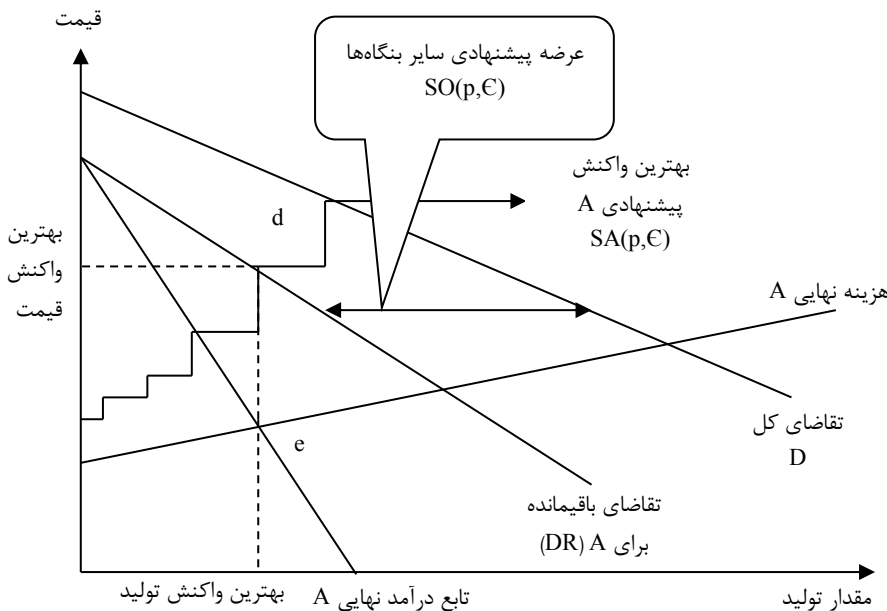 قیمت
عرضه پیشنهادی سایر بنگاه‌ها
SO(p,Є)
بهترین واکنش
پیشنهادی A
SA(p,Є)
d
بهترین
واکنش
قیمت
هزینه نهایی A
تقاضای کل
D
e
تقاضای باقیمانده
برای A (DR)
بهترین واکنش تولید
تابع درآمد نهایی A
مقدار تولید